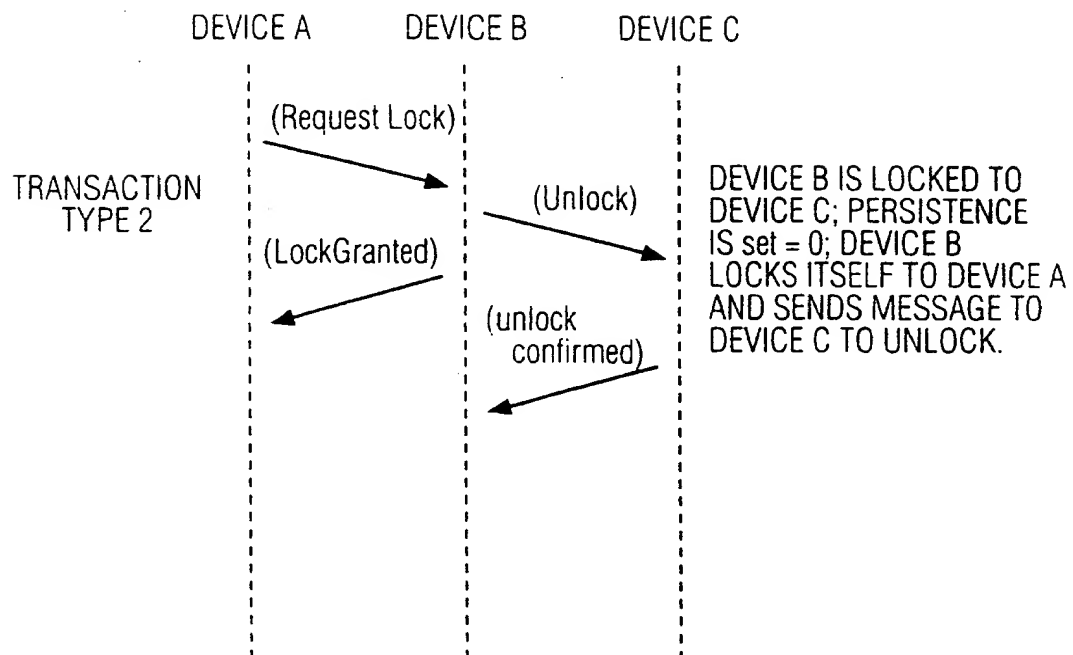 DEVICE A DEVICE B DEVICE C
(Request Lock)
TRANSACTION
TYPE 2
(Unlock)
(LockGranted)
(unlock
confirmed)
DEVICE B IS LOCKED TO
DEVICE C; PERSISTENCE
IS set = 0; DEVICE B
LOCKS ITSELF TO DEVICE A
AND SENDS MESSAGE TO
DEVICE C TO UNLOCK.